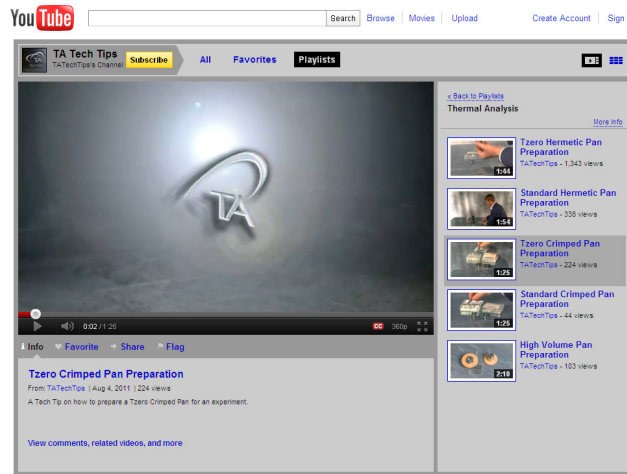 You Tube
Search
Browse
Movies
Upload
Create Account
Sign
TA Tech Tips
TATechTips's Channel
Subscribe
All
Favorites
Playlists
TA
0:02 / 1:25
CC
360p
Info
Favorite
Share
Flag
Tzero Crimped Pan Preparation
From: TATechTips | Aug 4, 2011 | 224 views
A Tech Tip on how to prepare a Tzero Crimped Pan for an experiment.
View comments, related videos, and more
« Back to Playlists
Thermal Analysis
More Info
1:44
Tzero Hermetic Pan
Preparation
TATechTips - 1,343 views
1:54
Standard Hermetic Pan
Preparation
TATechTips - 338 views
1:25
Tzero Crimped Pan
Preparation
TATechTips - 224 views
1:25
Standard Crimped Pan
Preparation
TATechTips - 44 views
2:10
High Volume Pan
Preparation
TATechTips - 103 views